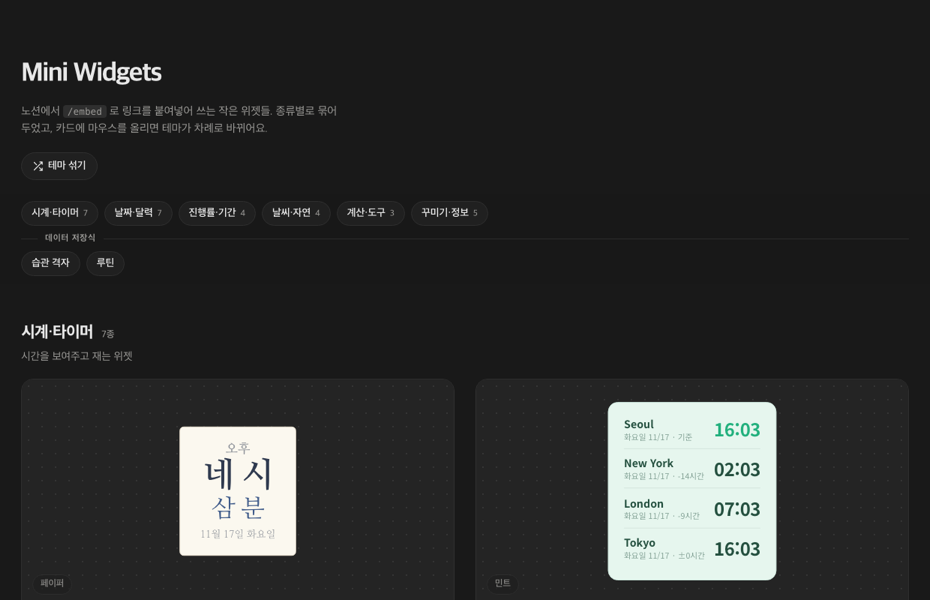 Mini Widgets
노션에서 /embed 로 링크를 붙여넣어 쓰는 작은 위젯들. 종류별로 묶어
두었고, 카드에 마우스를 올리면 테마가 차례로 바뀌어요.
테마 섞기
시계·타이머 7 날짜·달력 7 진행률·기간 4 날씨·자연 4 계산·도구 3 꾸미기·정보 5
데이터 저장식
습관 격자 루틴
시계·타이머 7종
시간을 보여주고 재는 위젯
오후
네 시
삼 분
11월 17일 화요일
페이퍼
Seoul 16:03
화요일 11/17 · 기준
New York 02:03
화요일 11/17 · -14시간
London 07:03
화요일 11/17 · -9시간
Tokyo 16:03
화요일 11/17 · ±0시간
민트